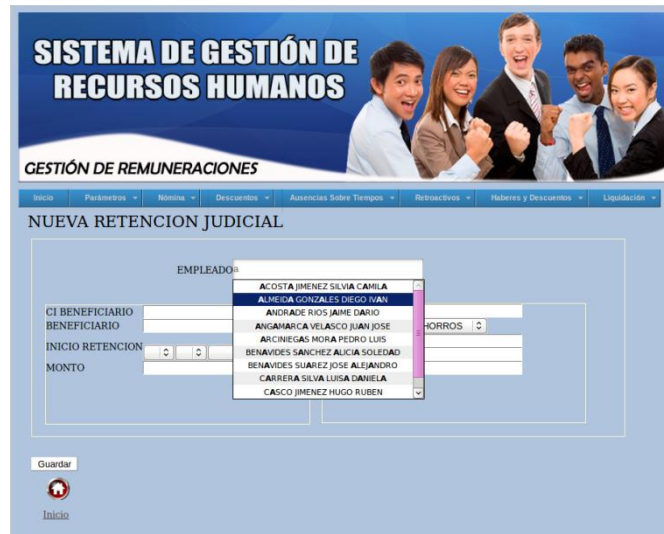 SISTEMA DE GESTIÓN DE
RECURSOS HUMANOS
GESTIÓN DE REMUNERACIONES
Inicio Parámetros Nómina Descuentos Ausencias Sobre Tiempos Retroactivos Haberes y Descuentos Liquidación
NUEVA RETENCION JUDICIAL
EMPLEADO a
ACOSTA JIMENEZ SILVIA CAMILA
ALMEIDA GONZALES DIEGO IVAN
ANDRADE RIOS JAIME DARIO
ANGAMARCA VELASCO JUAN JOSE
ARCINIEGAS MORA PEDRO LUIS
BENAVIDES SANCHEZ ALICIA SOLEDAD
BENAVIDES SUAREZ JOSE ALEJANDRO
CARRERA SILVA LUISA DANIELA
CASCO JIMENEZ HUGO RUBEN
CI BENEFICIARIO
BENEFICIARIO
HORROS
INICIO RETENCION
MONTO
Guardar
Inicio